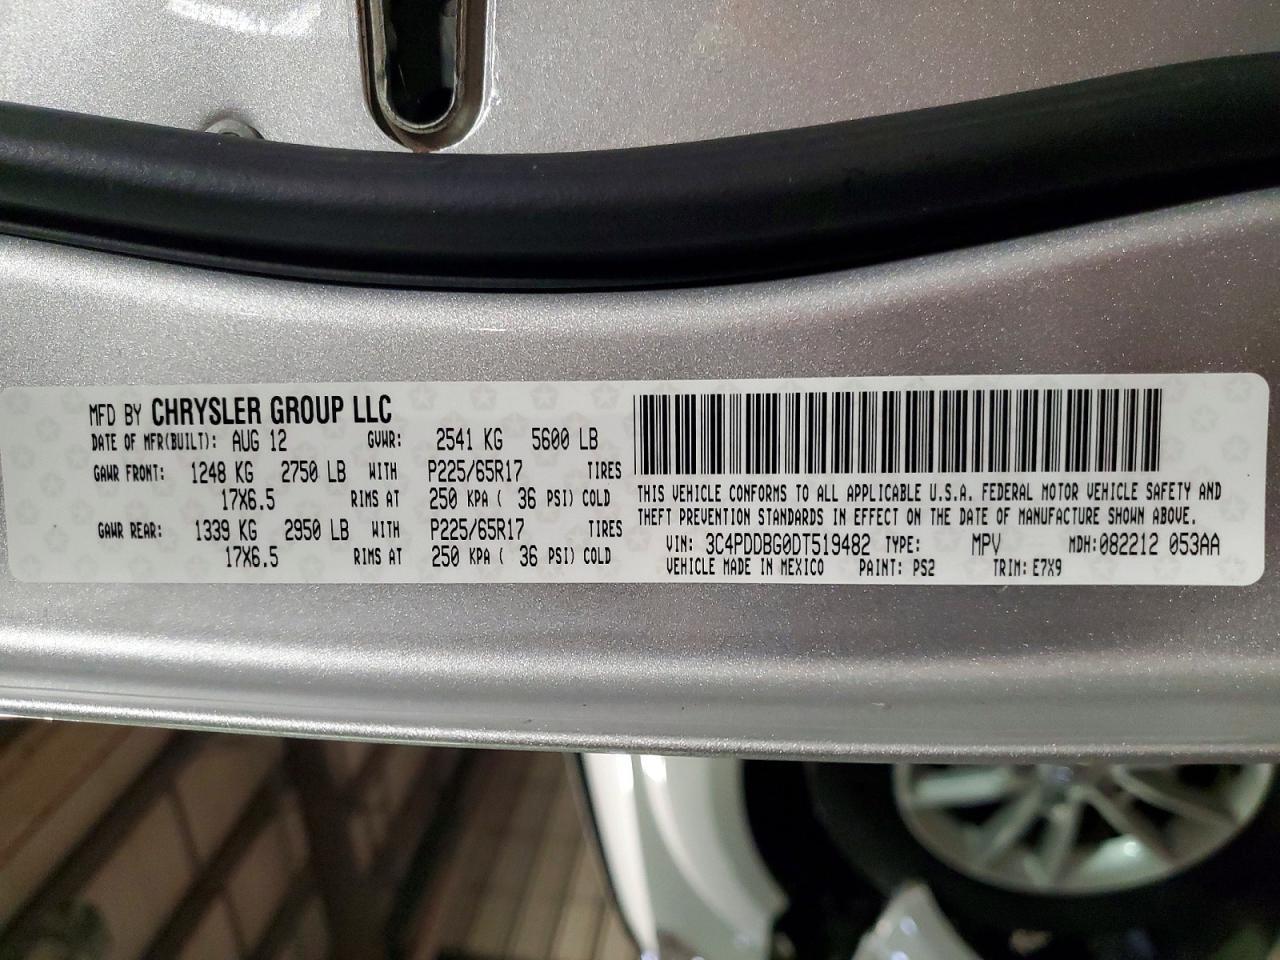 MFD BY CHRYSLER GROUP LLC
DATE OF MFR(BUILT): AUG 12 GVWR: 2541 KG 5600 LB
GAWR FRONT: 1248 KG 2750 LB WITH P225/65R17 TIRES
17X6.5 RIMS AT 250 KPA ( 36 PSI) COLD
GAWR REAR: 1339 KG 2950 LB WITH P225/65R17 TIRES
17X6.5 RIMS AT 250 KPA ( 36 PSI) COLD
THIS VEHICLE CONFORMS TO ALL APPLICABLE U.S.A. FEDERAL MOTOR VEHICLE SAFETY AND
THEFT PREVENTION STANDARDS IN EFFECT ON THE DATE OF MANUFACTURE SHOWN ABOVE.
VIN: 3C4PDDBG0DT519482 TYPE: MPV MDH:082212 053AA
VEHICLE MADE IN MEXICO PAINT: PS2 TRIM: E7X9